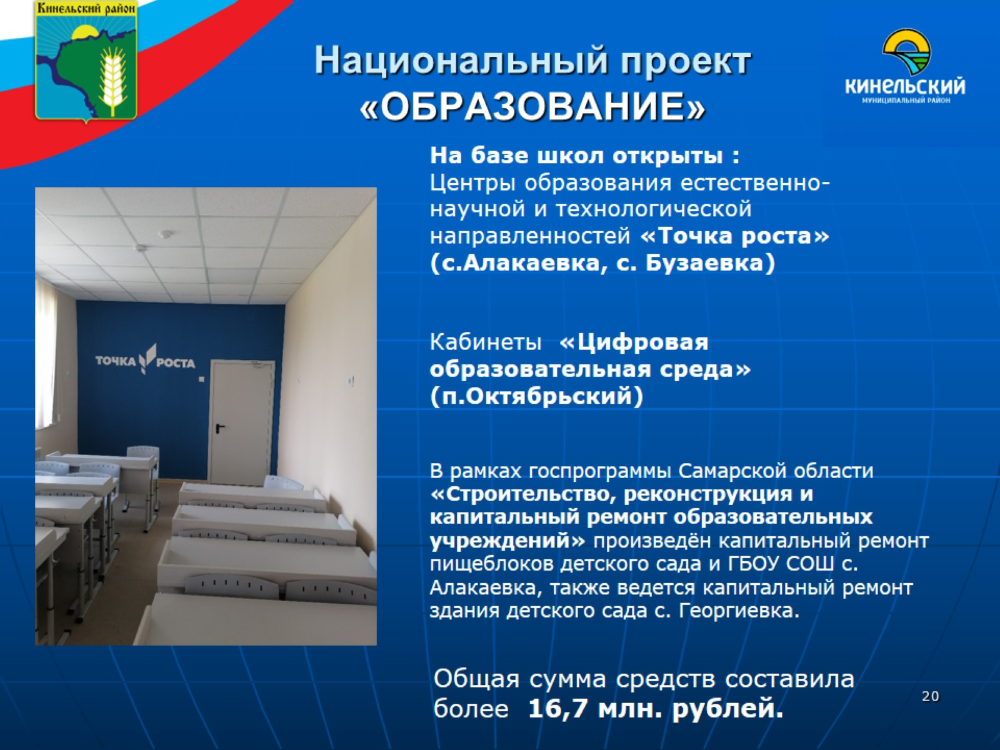 Кинельский район
Национальный проект
«ОБРАЗОВАНИЕ»
КИНЕЛЬСКИЙ
МУНИЦИПАЛЬНЫЙ РАЙОН
На базе школ открыты :
Центры образования естественно-
научной и технологической
направленностей «Точка роста»
(с.Алакаевка, с. Бузаевка)
ТОЧКА РОСТА
Кабинеты «Цифровая
образовательная среда»
(п.Октябрьский)
В рамках госпрограммы Самарской области
«Строительство, реконструкция и
капитальный ремонт образовательных
учреждений» произведён капитальный ремонт
пищеблоков детского сада и ГБОУ СОШ с.
Алакаевка, также ведется капитальный ремонт
здания детского сада с. Георгиевка.
Общая сумма средств составила
более 16,7 млн. рублей.
20